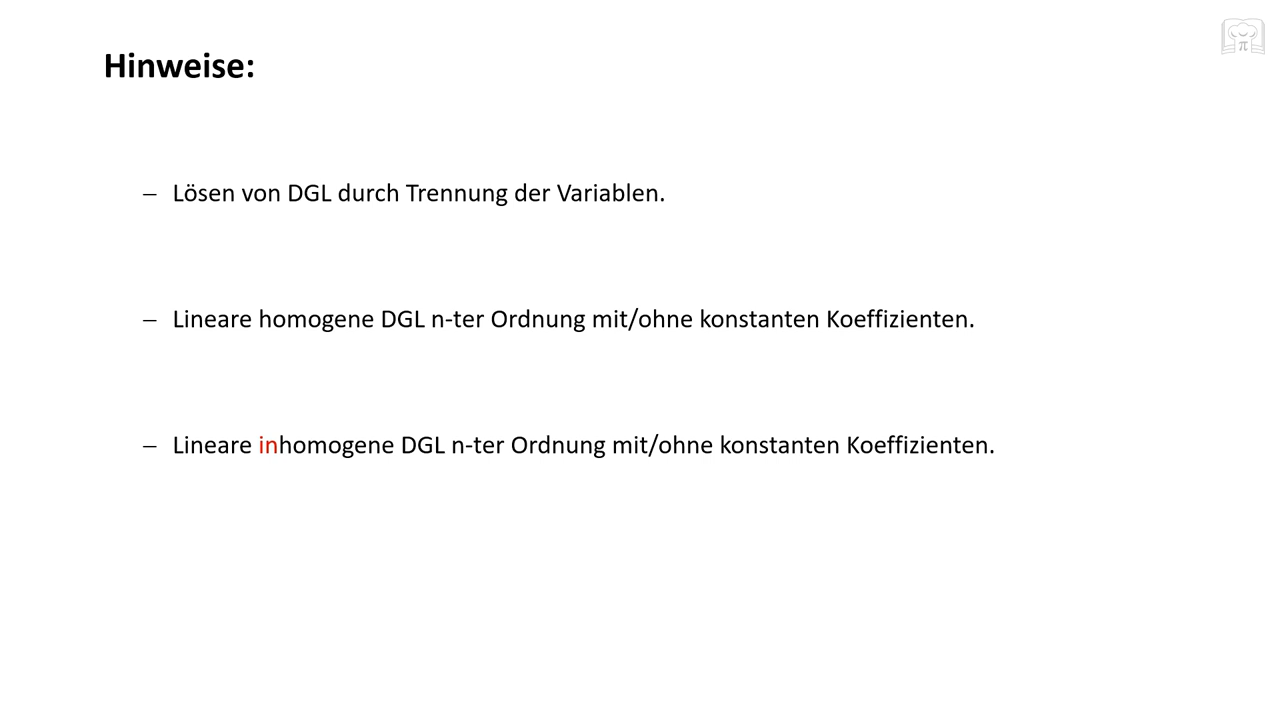 Hinweise:
– Lösen von DGL durch Trennung der Variablen.
– Lineare homogene DGL n-ter Ordnung mit/ohne konstanten Koeffizienten.
– Lineare inhomogene DGL n-ter Ordnung mit/ohne konstanten Koeffizienten.
π